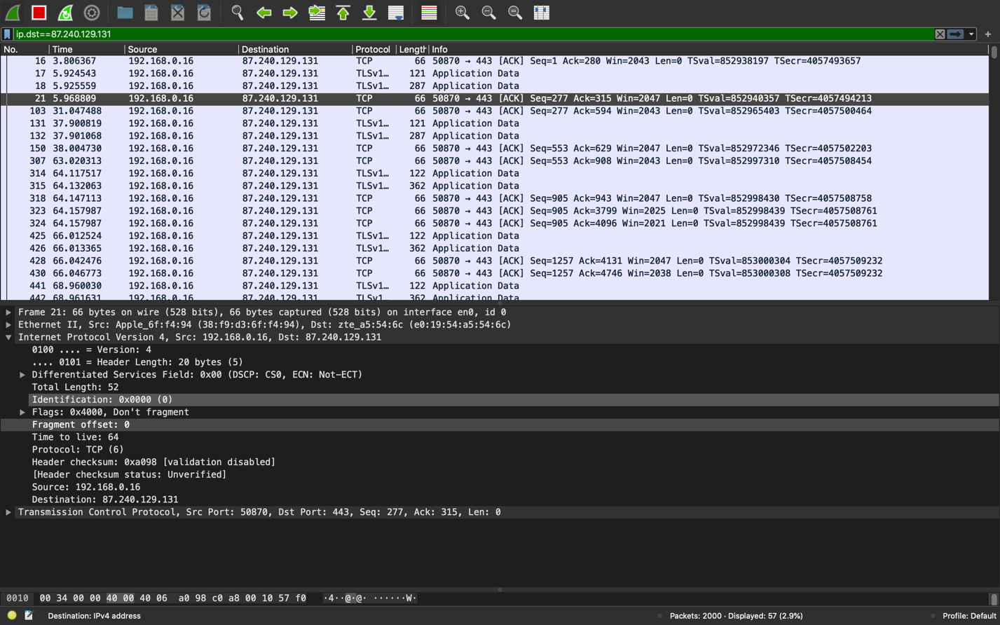 ip.dst==87.240.129.131
No. Time Source Destination Protocol Length Info
16 3.806367 192.168.0.16 87.240.129.131 TCP 66 50870 → 443 [ACK] Seq=1 Ack=280 Win=2043 Len=0 TSval=852938197 TSecr=4057493657
17 5.924543 192.168.0.16 87.240.129.131 TLSv1… 121 Application Data
18 5.925559 192.168.0.16 87.240.129.131 TLSv1… 287 Application Data
21 5.968809 192.168.0.16 87.240.129.131 TCP 66 50870 → 443 [ACK] Seq=277 Ack=315 Win=2047 Len=0 TSval=852940357 TSecr=4057494213
103 31.047488 192.168.0.16 87.240.129.131 TCP 66 50870 → 443 [ACK] Seq=277 Ack=594 Win=2043 Len=0 TSval=852965403 TSecr=4057500464
131 37.900819 192.168.0.16 87.240.129.131 TLSv1… 121 Application Data
132 37.901068 192.168.0.16 87.240.129.131 TLSv1… 287 Application Data
150 38.004730 192.168.0.16 87.240.129.131 TCP 66 50870 → 443 [ACK] Seq=553 Ack=629 Win=2047 Len=0 TSval=852972346 TSecr=4057502203
307 63.020313 192.168.0.16 87.240.129.131 TCP 66 50870 → 443 [ACK] Seq=553 Ack=908 Win=2043 Len=0 TSval=852997310 TSecr=4057508454
314 64.117517 192.168.0.16 87.240.129.131 TLSv1… 122 Application Data
315 64.132063 192.168.0.16 87.240.129.131 TLSv1… 362 Application Data
318 64.147113 192.168.0.16 87.240.129.131 TCP 66 50870 → 443 [ACK] Seq=905 Ack=943 Win=2047 Len=0 TSval=852998430 TSecr=4057508758
323 64.157987 192.168.0.16 87.240.129.131 TCP 66 50870 → 443 [ACK] Seq=905 Ack=3799 Win=2025 Len=0 TSval=852998439 TSecr=4057508761
324 64.157987 192.168.0.16 87.240.129.131 TCP 66 50870 → 443 [ACK] Seq=905 Ack=4096 Win=2021 Len=0 TSval=852998439 TSecr=4057508761
425 66.012524 192.168.0.16 87.240.129.131 TLSv1… 122 Application Data
426 66.013365 192.168.0.16 87.240.129.131 TLSv1… 362 Application Data
428 66.042476 192.168.0.16 87.240.129.131 TCP 66 50870 → 443 [ACK] Seq=1257 Ack=4131 Win=2047 Len=0 TSval=853000304 TSecr=4057509232
430 66.046773 192.168.0.16 87.240.129.131 TCP 66 50870 → 443 [ACK] Seq=1257 Ack=4746 Win=2038 Len=0 TSval=853000308 TSecr=4057509232
441 68.960030 192.168.0.16 87.240.129.131 TLSv1… 122 Application Data
442 68.961631 192.168.0.16 87.240.129.131 TLSv1… 362 Application Data
Frame 21: 66 bytes on wire (528 bits), 66 bytes captured (528 bits) on interface en0, id 0
Ethernet II, Src: Apple_6f:f4:94 (38:f9:d3:6f:f4:94), Dst: zte_a5:54:6c (e0:19:54:a5:54:6c)
Internet Protocol Version 4, Src: 192.168.0.16, Dst: 87.240.129.131
0100 .... = Version: 4
.... 0101 = Header Length: 20 bytes (5)
Differentiated Services Field: 0x00 (DSCP: CS0, ECN: Not-ECT)
Total Length: 52
Identification: 0x0000 (0)
Flags: 0x4000, Don't fragment
Fragment offset: 0
Time to live: 64
Protocol: TCP (6)
Header checksum: 0xa098 [validation disabled]
[Header checksum status: Unverified]
Source: 192.168.0.16
Destination: 87.240.129.131
Transmission Control Protocol, Src Port: 50870, Dst Port: 443, Seq: 277, Ack: 315, Len: 0
0010 00 34 00 00 40 00 40 06 a0 98 c0 a8 00 10 57 f0 ·4··@·@· ······W·
Destination: IPv4 address Packets: 2000 · Displayed: 57 (2.9%) Profile: Default